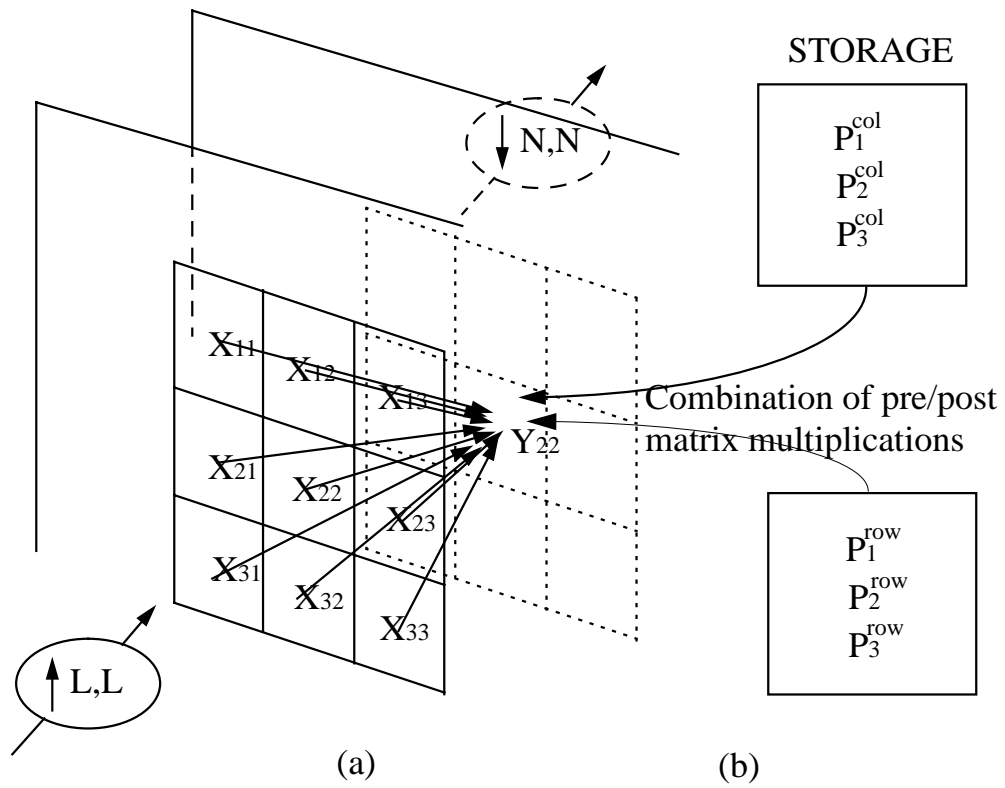 STORAGE
N,N
P₁ᶜᵒˡ
P₂ᶜᵒˡ
P₃ᶜᵒˡ
X11
X12
X13
Combination of pre/post
matrix multiplications
Y22
X21
X22
X23
X31
X32
X33
P₁ʳᵒʷ
P₂ʳᵒʷ
P₃ʳᵒʷ
L,L
(a)
(b)